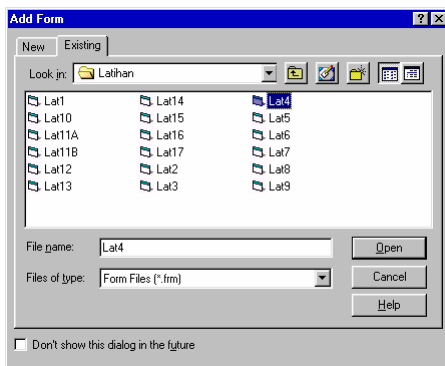 Add Form
New Existing
Look in: Latihan
Lat1 Lat14 Lat4
Lat10 Lat15 Lat5
Lat11A Lat16 Lat6
Lat11B Lat17 Lat7
Lat12 Lat2 Lat8
Lat13 Lat3 Lat9
File name: Lat4 Open
Files of type: Form Files (*.frm) Cancel
Help
Don't show this dialog in the future